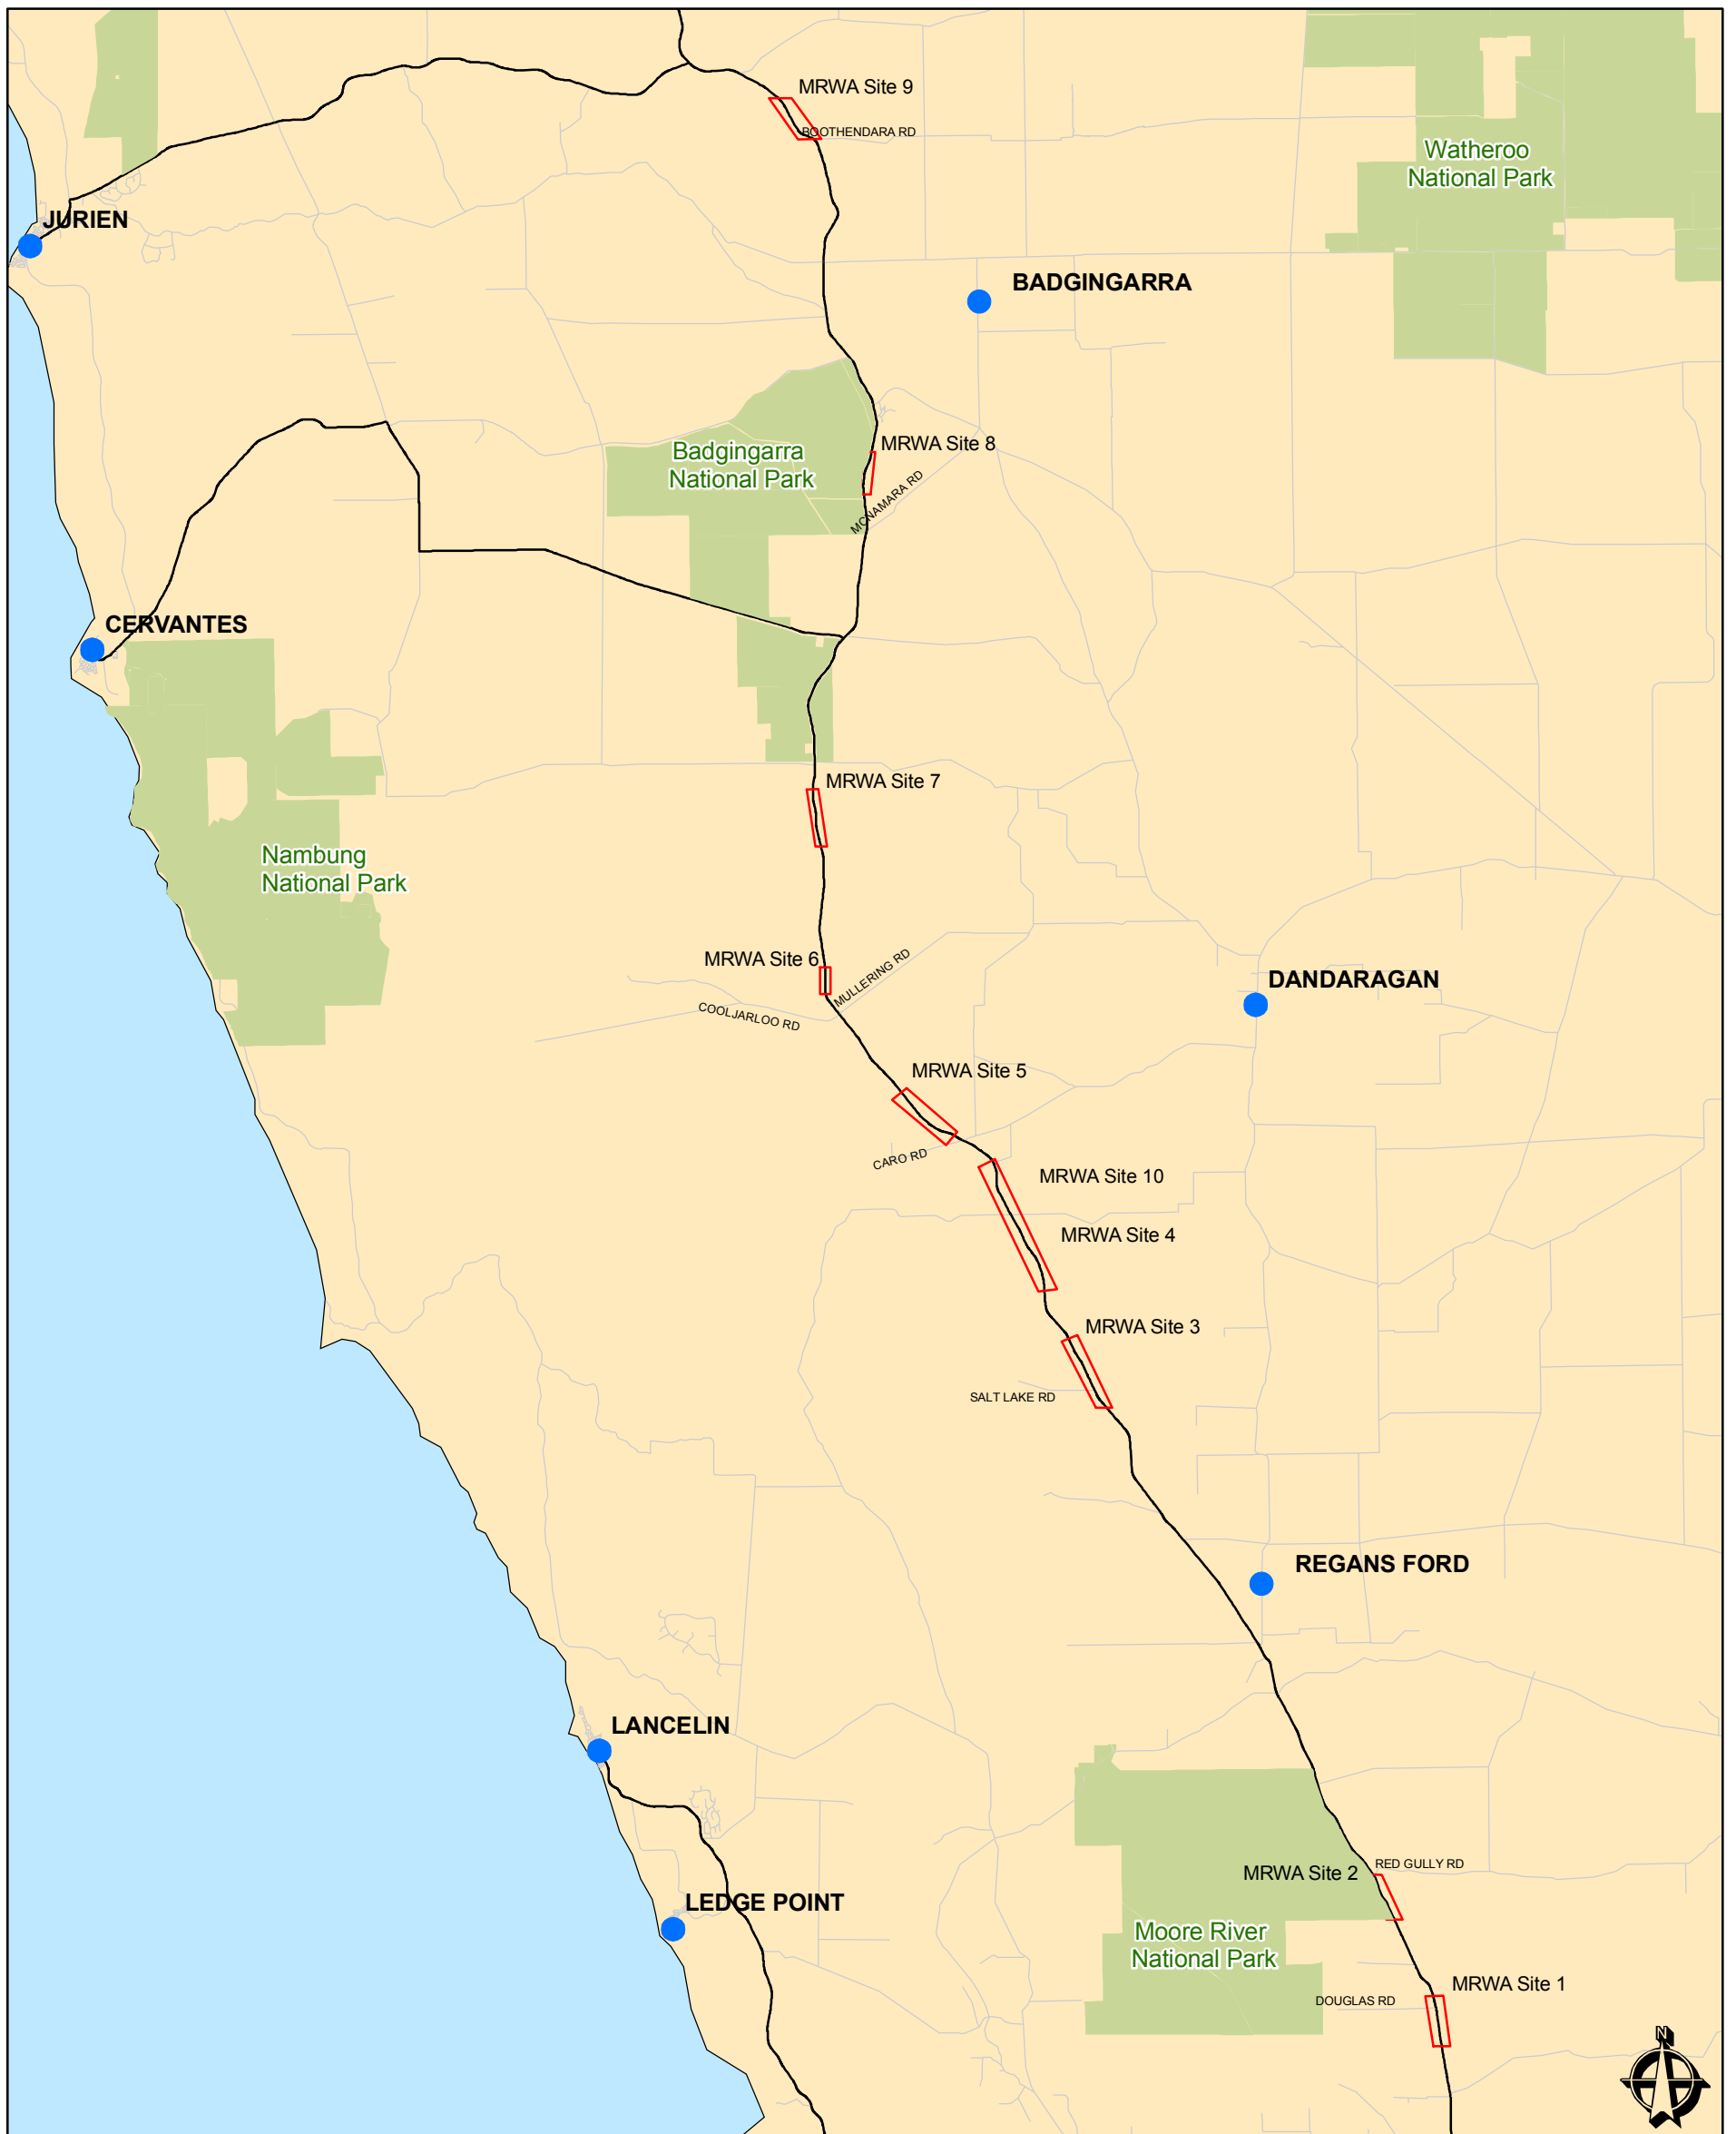 MRWA Site 9
BOOTHENDARA RD
Watheroo
National Park
JURIEN
BADGINGARRA
MRWA Site 8
Badgingarra
National Park
MCNAMARA RD
CERVANTES
MRWA Site 7
Nambung
National Park
MRWA Site 6
MULLERING RD
DANDARAGAN
COOLJARLOO RD
MRWA Site 5
CARO RD
MRWA Site 10
MRWA Site 4
MRWA Site 3
SALT LAKE RD
REGANS FORD
LANCELIN
RED GULLY RD
MRWA Site 2
LEDGE POINT
Moore River
National Park
MRWA Site 1
DOUGLAS RD
N